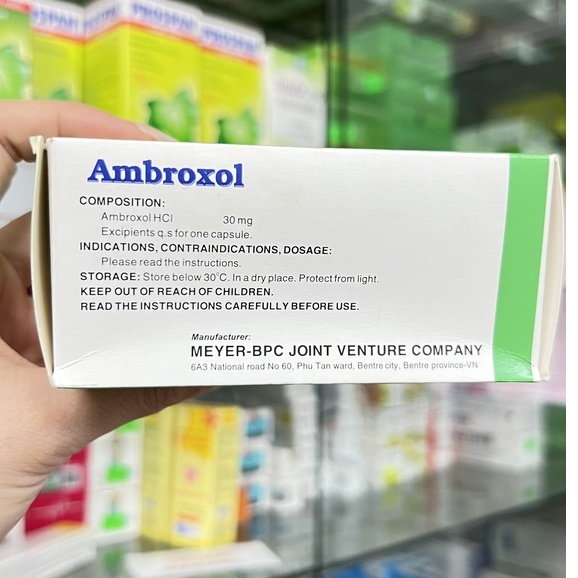 PROSPAN
Ambroxol
COMPOSITION:
Ambroxol HCl 30 mg
Excipients q.s for one capsule.
INDICATIONS, CONTRAINDICATIONS, DOSAGE:
Please read the instructions.
STORAGE: Store below 30°C. In a dry place. Protect from light.
KEEP OUT OF REACH OF CHILDREN.
READ THE INSTRUCTIONS CAREFULLY BEFORE USE.
Manufacturer:
MEYER-BPC JOINT VENTURE COMPANY
6A3 National road No 60, Phu Tan ward, Bentre city, Bentre province-VN